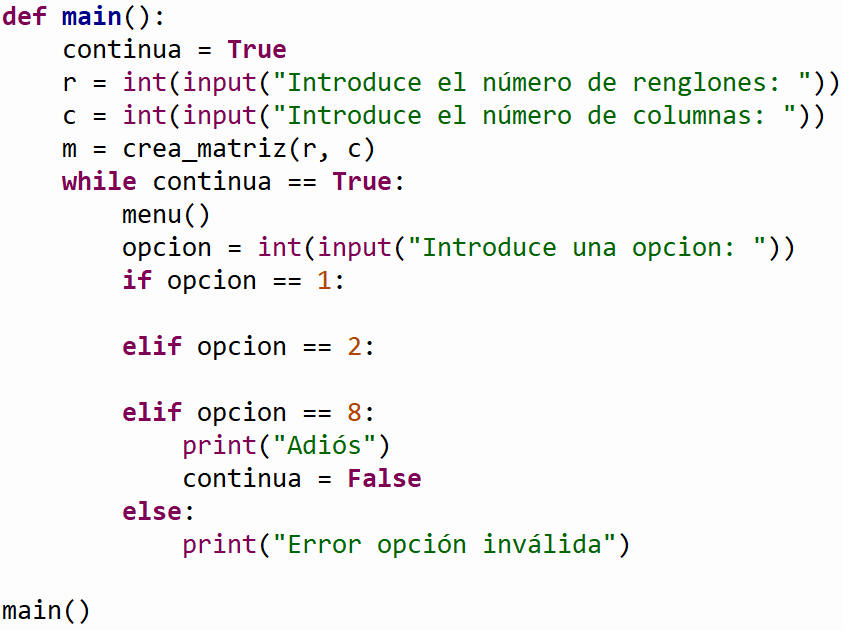 def main():
    continua = True
    r = int(input("Introduce el número de renglones: "))
    c = int(input("Introduce el número de columnas: "))
    m = crea_matriz(r, c)
    while continua == True:
        menu()
        opcion = int(input("Introduce una opcion: "))
        if opcion == 1:
        elif opcion == 2:
        elif opcion == 8:
            print("Adiós")
            continua = False
        else:
            print("Error opción inválida")
main()